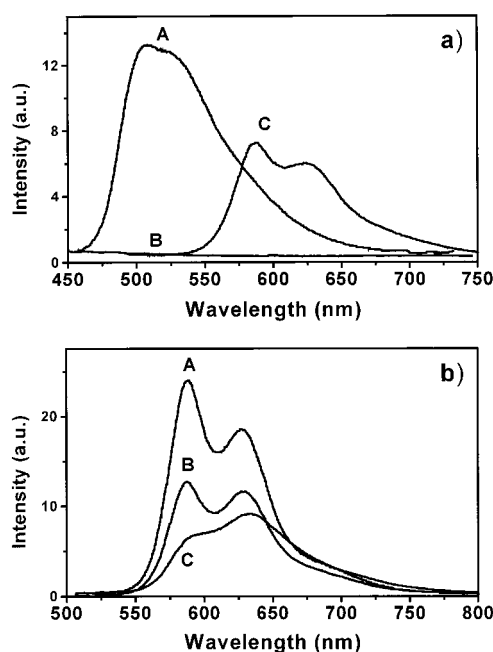 a)
A
C
B
Intensity (a.u.)
12
8
4
0
450 500 550 600 650 700 750
Wavelength (nm)
b)
A
B
C
Intensity (a.u.)
20
10
0
500 550 600 650 700 750 800
Wavelength (nm)